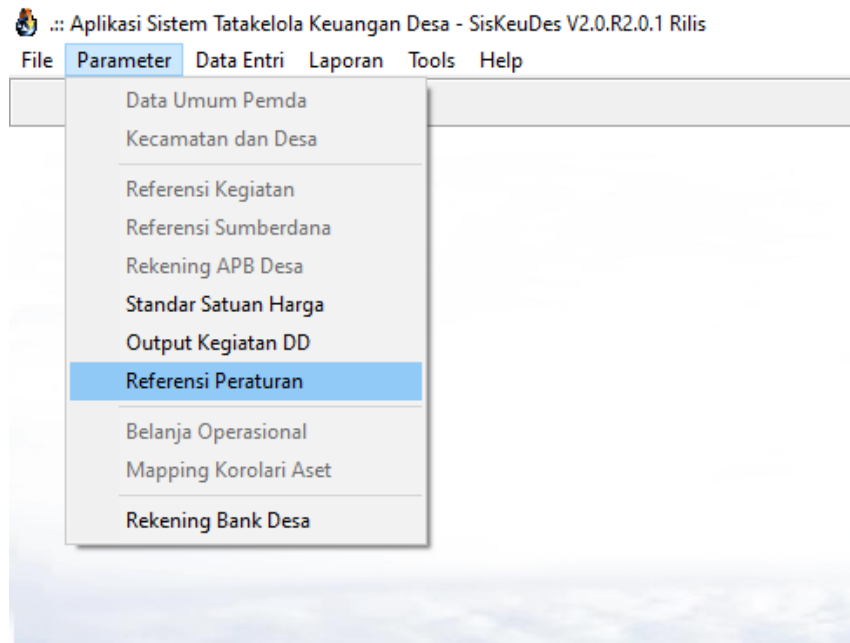 .:: Aplikasi Sistem Tatakelola Keuangan Desa - SisKeuDes V2.0.R2.0.1 Rilis
File Parameter Data Entri Laporan Tools Help
Data Umum Pemda
Kecamatan dan Desa
Referensi Kegiatan
Referensi Sumberdana
Rekening APB Desa
Standar Satuan Harga
Output Kegiatan DD
Referensi Peraturan
Belanja Operasional
Mapping Korolari Aset
Rekening Bank Desa